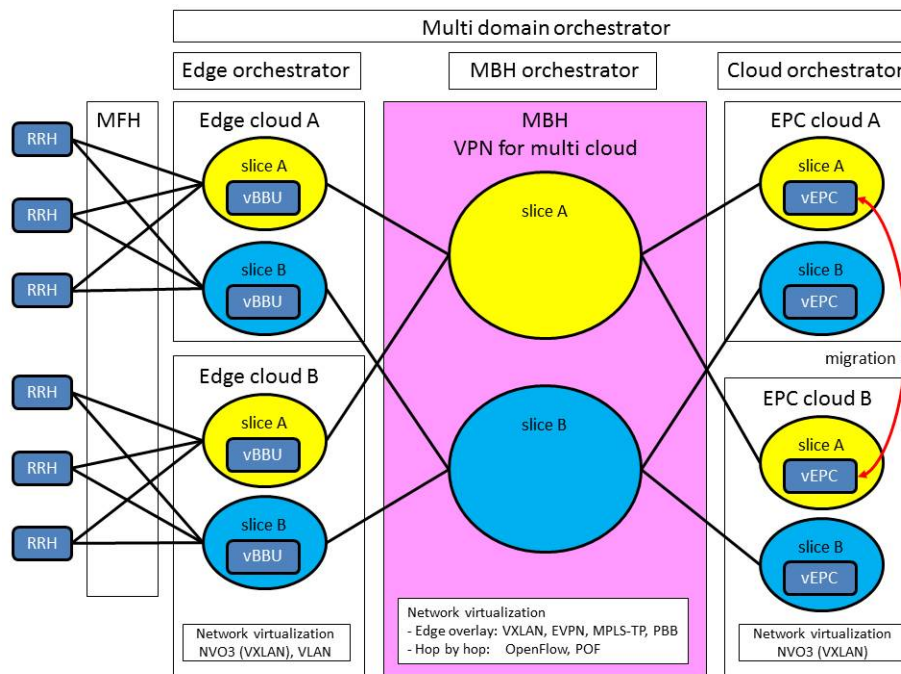 Multi domain orchestrator
Edge orchestrator
MBH orchestrator
Cloud orchestrator
MFH
RRH
RRH
RRH
RRH
RRH
RRH
Edge cloud A
slice A
vBBU
slice B
vBBU
Edge cloud B
slice A
vBBU
slice B
vBBU
Network virtualization
NVO3 (VXLAN), VLAN
MBH
VPN for multi cloud
slice A
slice B
Network virtualization
- Edge overlay: VXLAN, EVPN, MPLS-TP, PBB
- Hop by hop: OpenFlow, POF
EPC cloud A
slice A
vEPC
slice B
vEPC
migration
EPC cloud B
slice A
vEPC
slice B
vEPC
Network virtualization
NVO3 (VXLAN)